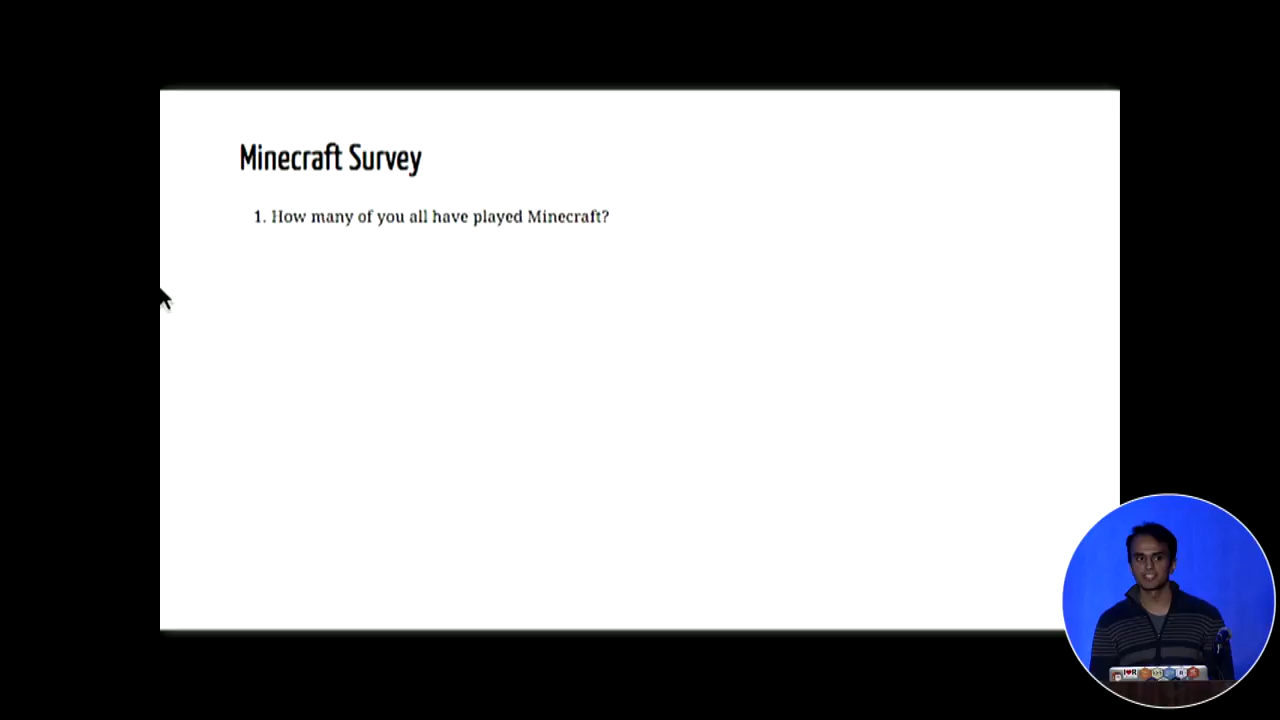 Minecraft Survey
1. How many of you all have played Minecraft?
I♥R